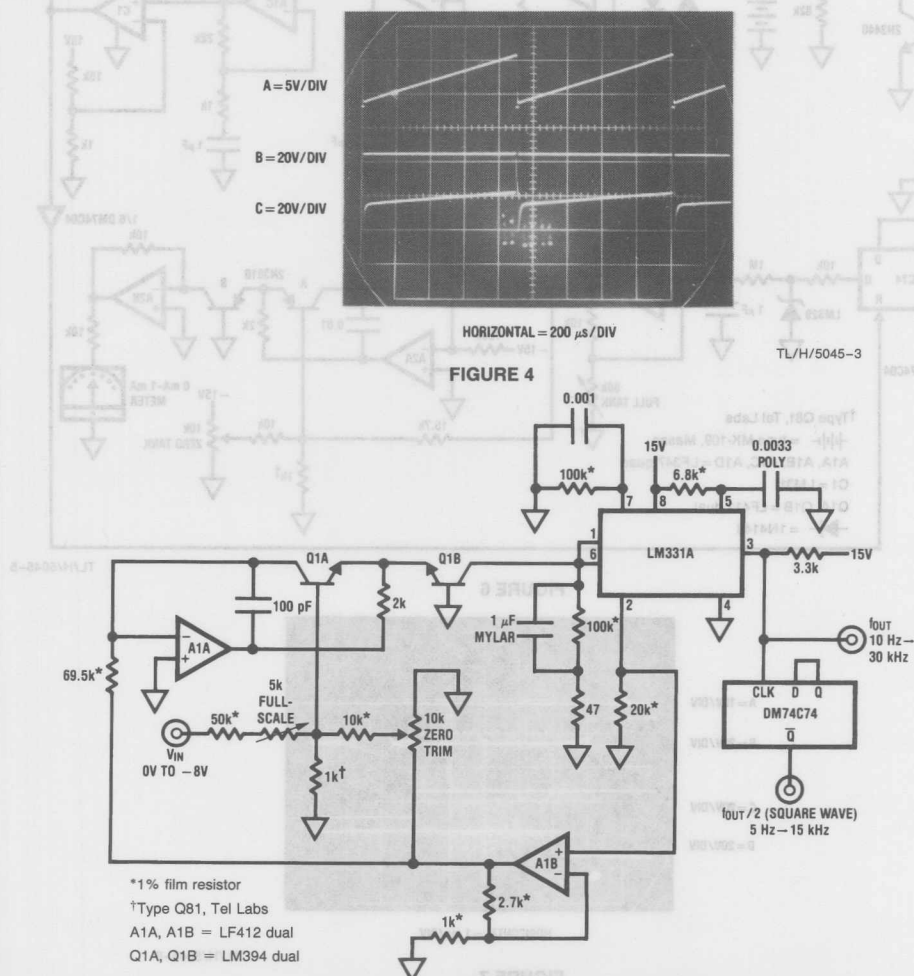 A = 5V/DIV
B = 20V/DIV
C = 20V/DIV
HORIZONTAL = 200 µs/DIV
TL/H/5045-3
FIGURE 4
0.001
100k*
15V
6.8k*
0.0033
POLY
7
8
5
1
6
LM331A
3
2
4
3.3k
15V
Q1A
Q1B
100 pF
2k
1 µF
MYLAR
100k*
47
20k*
fOUT
10 Hz→
30 kHz
CLK
D
Q
DM74C74
Q̅
fOUT/2 (SQUARE WAVE)
5 Hz→15 kHz
−
+
A1A
69.5k*
5k
FULL-
SCALE
50k*
VIN
0V TO −8V
10k*
10k
ZERO
TRIM
1k†
+
−
A1B
2.7k*
1k*
*1% film resistor
†Type Q81, Tel Labs
A1A, A1B = LF412 dual
Q1A, Q1B = LM394 dual